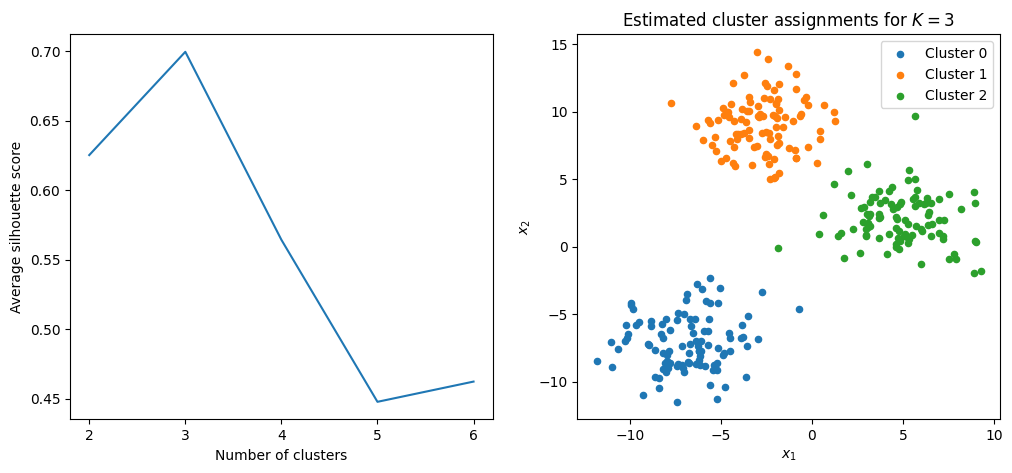 Estimated cluster assignments for K = 3
Average silhouette score
0.70
0.65
0.60
0.55
0.50
0.45
2
3
4
5
6
Number of clusters
x₂
15
10
5
0
−5
−10
Cluster 0
Cluster 1
Cluster 2
−10
−5
0
5
10
x₁